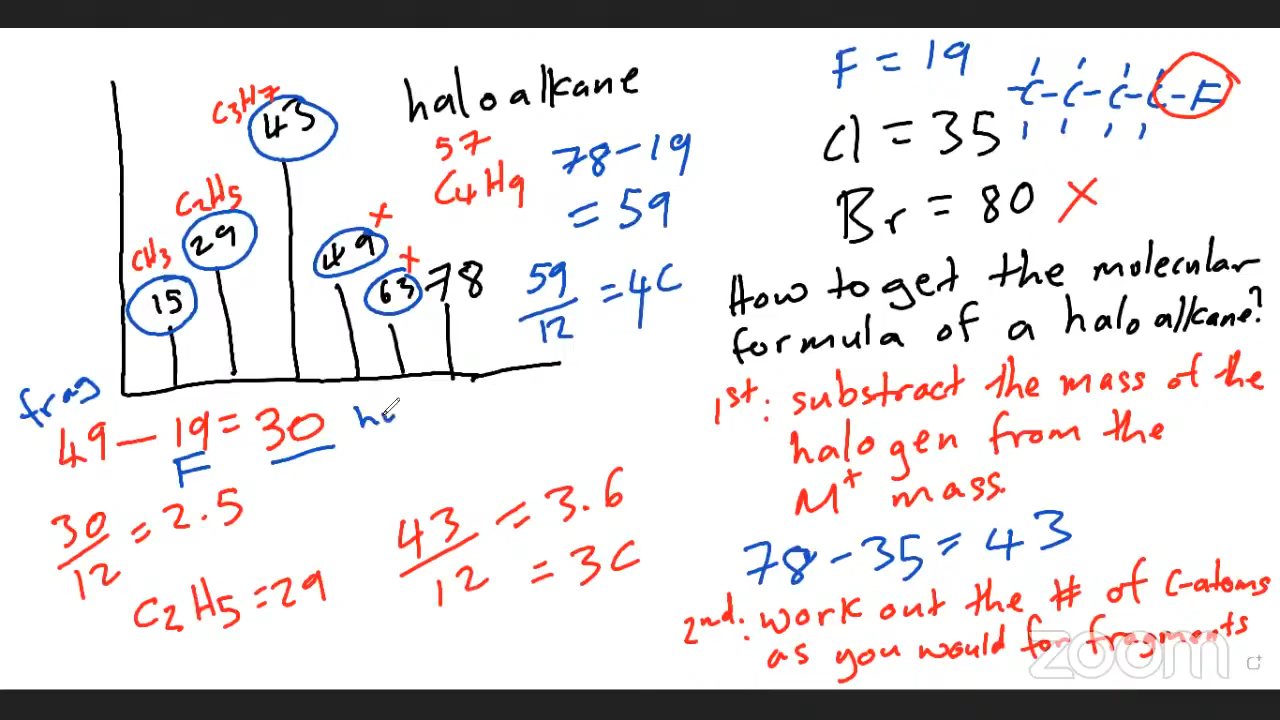 haloalkane
C3H7
43
57
C4H9
C2H5
29
CH3
15
49 +
63 +
78
78 - 19
= 59
59/12 = 4C
frag
49 - 19 = 30
F
30/12 = 2.5
C2H5 = 29
43/12 = 3.6
= 3C
F = 19
C-C-C-C-F
Cl = 35
Br = 80 X
How to get the molecular
formula of a haloalkane?
1st: substract the mass of the
halogen from the
M+ mass.
78 - 35 = 43
2nd: work out the # of C-atoms
as you would for fragments
zoom